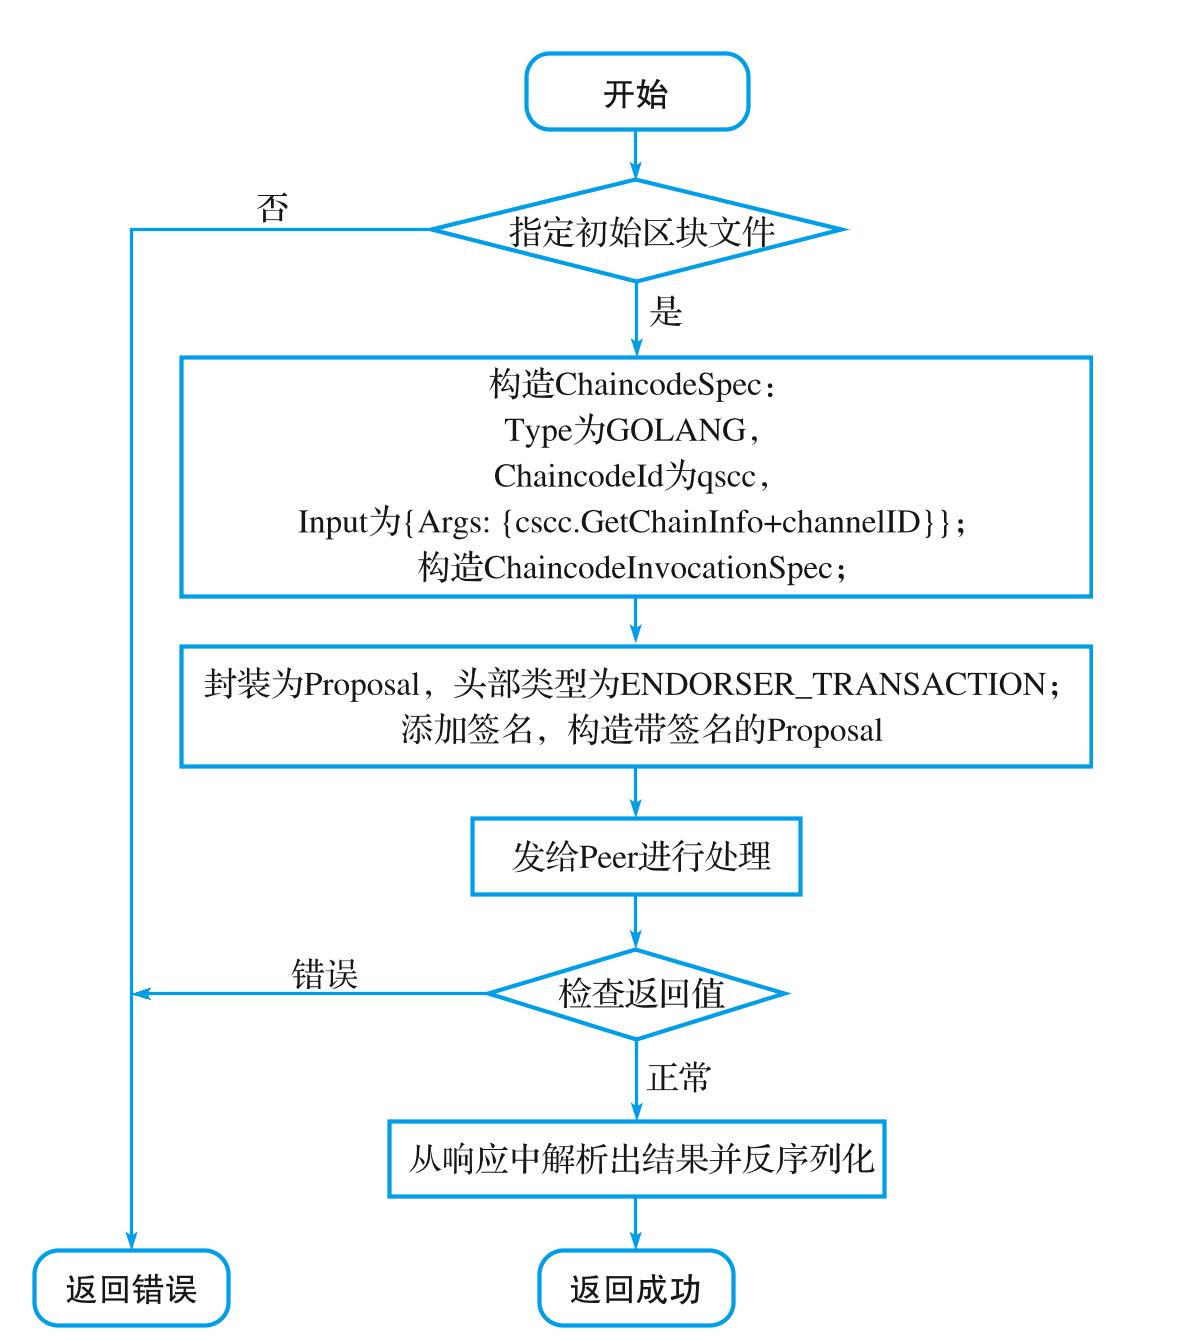 开始
指定初始区块文件
否
是
构造ChaincodeSpec：
Type为GOLANG，
ChaincodeId为qscc，
Input为{Args: {cscc.GetChainInfo+channelID}}；
构造ChaincodeInvocationSpec；
封装为Proposal，头部类型为ENDORSER_TRANSACTION；
添加签名，构造带签名的Proposal
发给Peer进行处理
检查返回值
错误
正常
从响应中解析出结果并反序列化
返回错误
返回成功